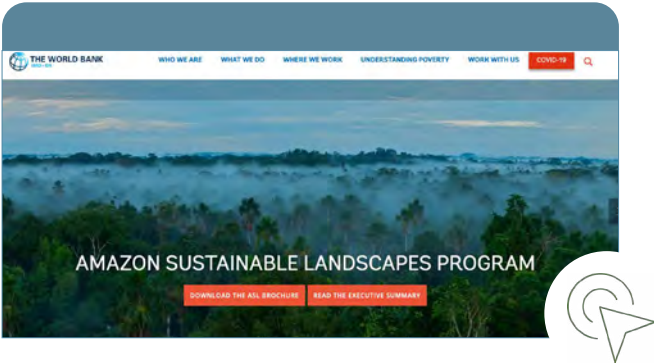 THE WORLD BANK
WHO WE ARE WHAT WE DO WHERE WE WORK UNDERSTANDING POVERTY WORK WITH US COVID-19
AMAZON SUSTAINABLE LANDSCAPES PROGRAM
DOWNLOAD THE ASL BROCHURE READ THE EXECUTIVE SUMMARY